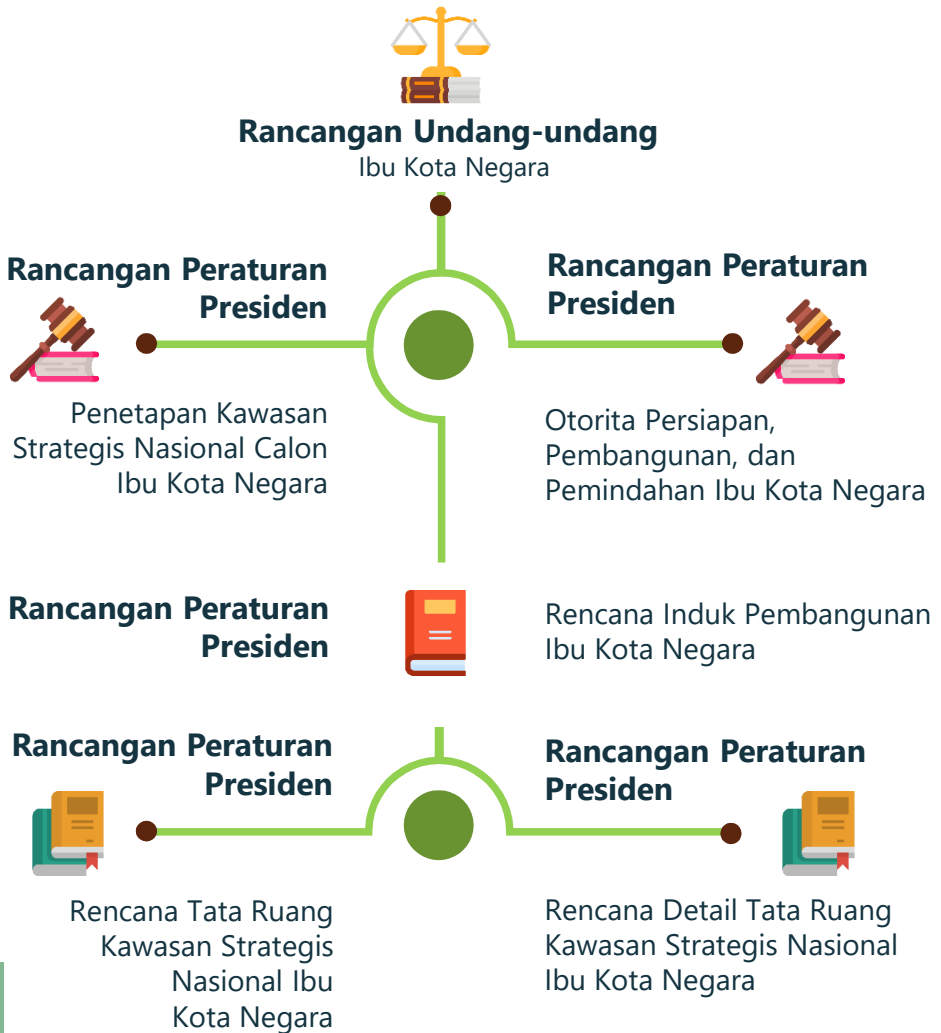 Rancangan Undang-undang
Ibu Kota Negara
Rancangan Peraturan
Presiden
Penetapan Kawasan
Strategis Nasional Calon
Ibu Kota Negara
Rancangan Peraturan
Presiden
Otorita Persiapan,
Pembangunan, dan
Pemindahan Ibu Kota Negara
Rancangan Peraturan
Presiden
Rencana Induk Pembangunan
Ibu Kota Negara
Rancangan Peraturan
Presiden
Rencana Tata Ruang
Kawasan Strategis
Nasional Ibu
Kota Negara
Rancangan Peraturan
Presiden
Rencana Detail Tata Ruang
Kawasan Strategis Nasional
Ibu Kota Negara